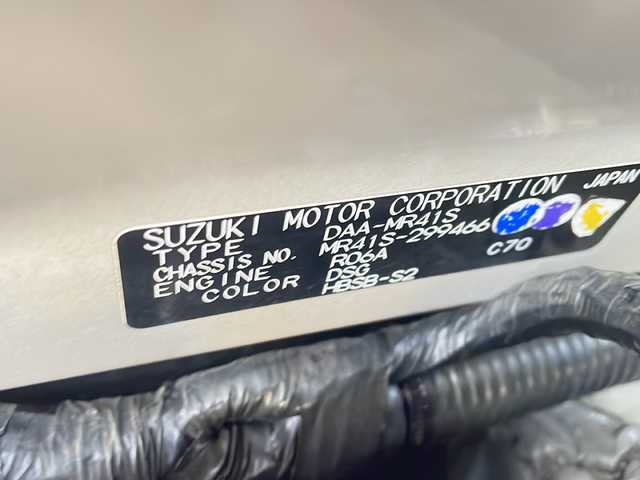 SUZUKI MOTOR CORPORATION JAPAN
TYPE DAA-MR41S
CHASSIS NO. MR41S-299466
ENGINE R06A C70
COLOR DSG
HBSB-S2